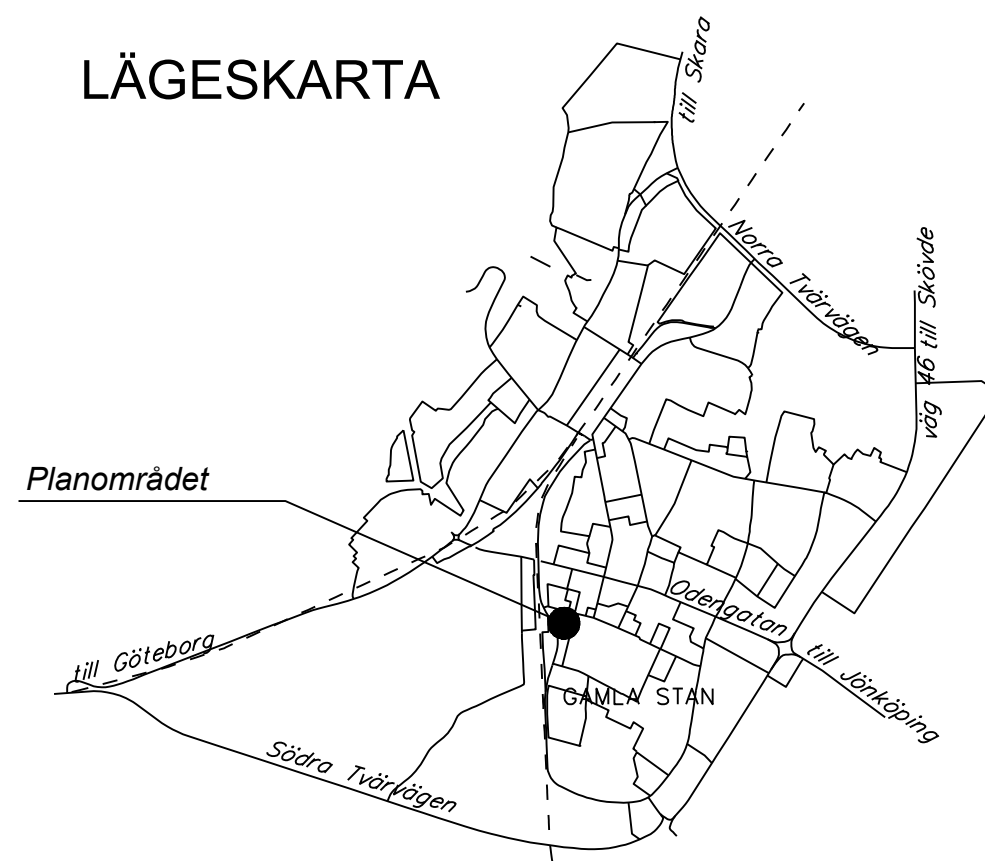 LÄGESKARTA
till Skara
Norra Tvärvägen
väg 46 till Skövde
Planområdet
Odengatan
till Göteborg
till Jönköping
GAMLA STAN
Södra Tvärvägen